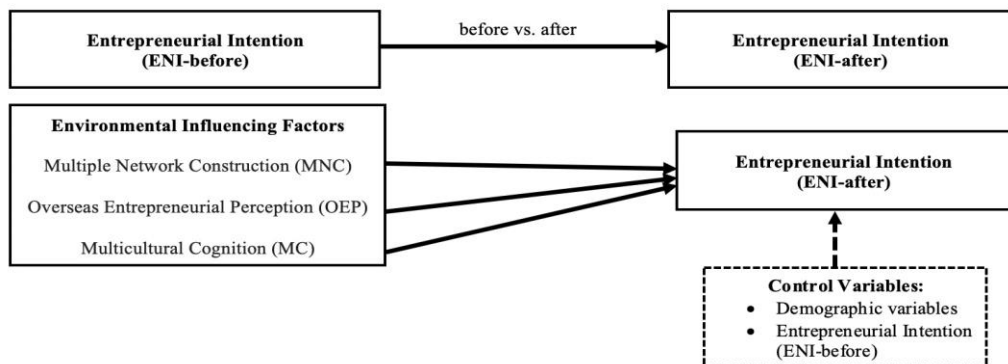 Entrepreneurial Intention
(ENI-before)
before vs. after
Entrepreneurial Intention
(ENI-after)
Environmental Influencing Factors
Multiple Network Construction (MNC)
Overseas Entrepreneurial Perception (OEP)
Multicultural Cognition (MC)
Entrepreneurial Intention
(ENI-after)
Control Variables:
• Demographic variables
• Entrepreneurial Intention
(ENI-before)